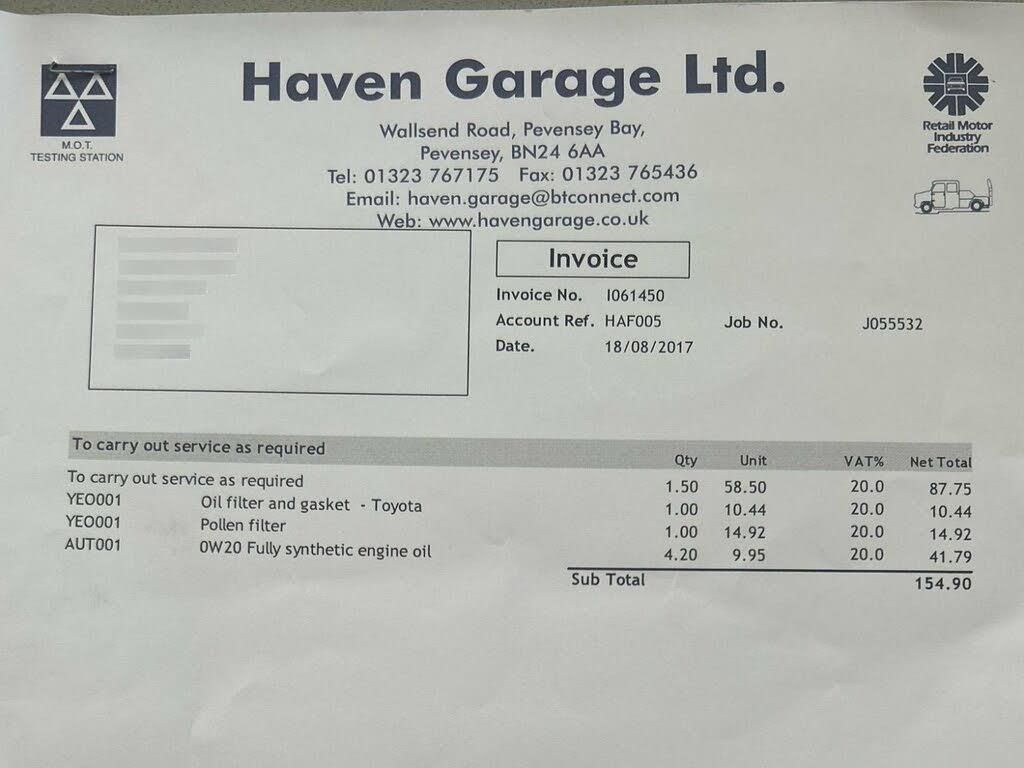 Haven Garage Ltd.
M.O.T.
TESTING STATION
Retail Motor
Industry
Federation
Wallsend Road, Pevensey Bay,
Pevensey, BN24 6AA
Tel: 01323 767175 Fax: 01323 765436
Email: haven.garage@btconnect.com
Web: www.havengarage.co.uk
Invoice
Invoice No. I061450
Account Ref. HAF005 Job No. J055532
Date. 18/08/2017
To carry out service as required Qty Unit VAT% Net Total
To carry out service as required 1.50 58.50 20.0 87.75
YEO001 Oil filter and gasket - Toyota 1.00 10.44 20.0 10.44
YEO001 Pollen filter 1.00 14.92 20.0 14.92
AUT001 0W20 Fully synthetic engine oil 4.20 9.95 20.0 41.79
Sub Total 154.90